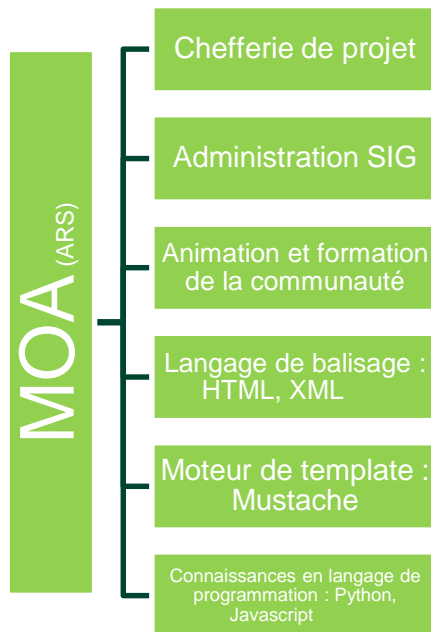 MOA (ARS)
Chefferie de projet
Administration SIG
Animation et formation
de la communauté
Langage de balisage :
HTML, XML
Moteur de template :
Mustache
Connaissances en langage de
programmation : Python,
Javascript